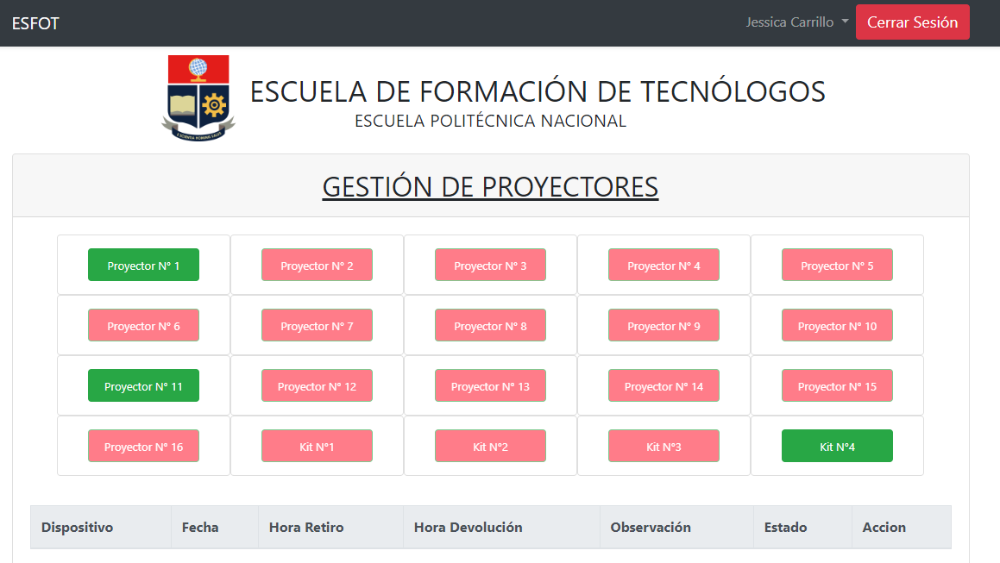 ESFOT
Jessica Carrillo
Cerrar Sesión
ESCUELA DE FORMACIÓN DE TECNÓLOGOS
ESCUELA POLITÉCNICA NACIONAL
GESTIÓN DE PROYECTORES
Proyector N° 1
Proyector N° 2
Proyector N° 3
Proyector N° 4
Proyector N° 5
Proyector N° 6
Proyector N° 7
Proyector N° 8
Proyector N° 9
Proyector N° 10
Proyector N° 11
Proyector N° 12
Proyector N° 13
Proyector N° 14
Proyector N° 15
Proyector N° 16
Kit N°1
Kit N°2
Kit N°3
Kit N°4
Dispositivo
Fecha
Hora Retiro
Hora Devolución
Observación
Estado
Accion